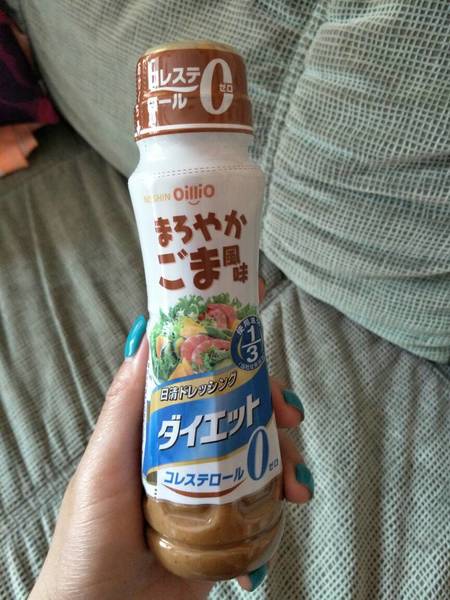 コレステ
ロール 0 ゼロ
NISSHIN OilliO
まろやか
ごま風味
1/3
日清ドレッシング
ダイエット
コレステロール 0 ゼロ